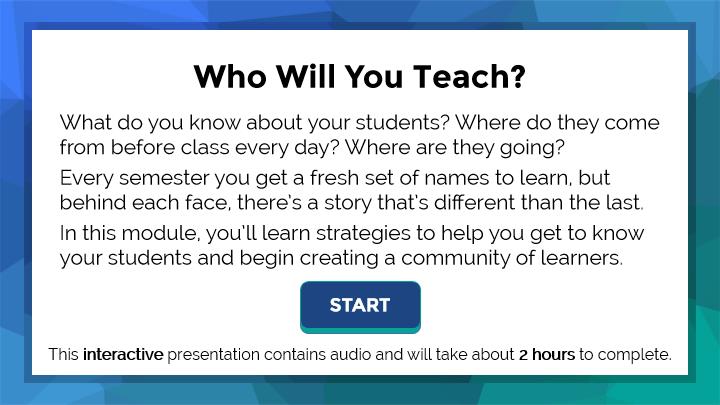 Who Will You Teach?
What do you know about your students? Where do they come
from before class every day? Where are they going?
Every semester you get a fresh set of names to learn, but
behind each face, there's a story that's different than the last.
In this module, you'll learn strategies to help you get to know
your students and begin creating a community of learners.
START
This interactive presentation contains audio and will take about 2 hours to complete.